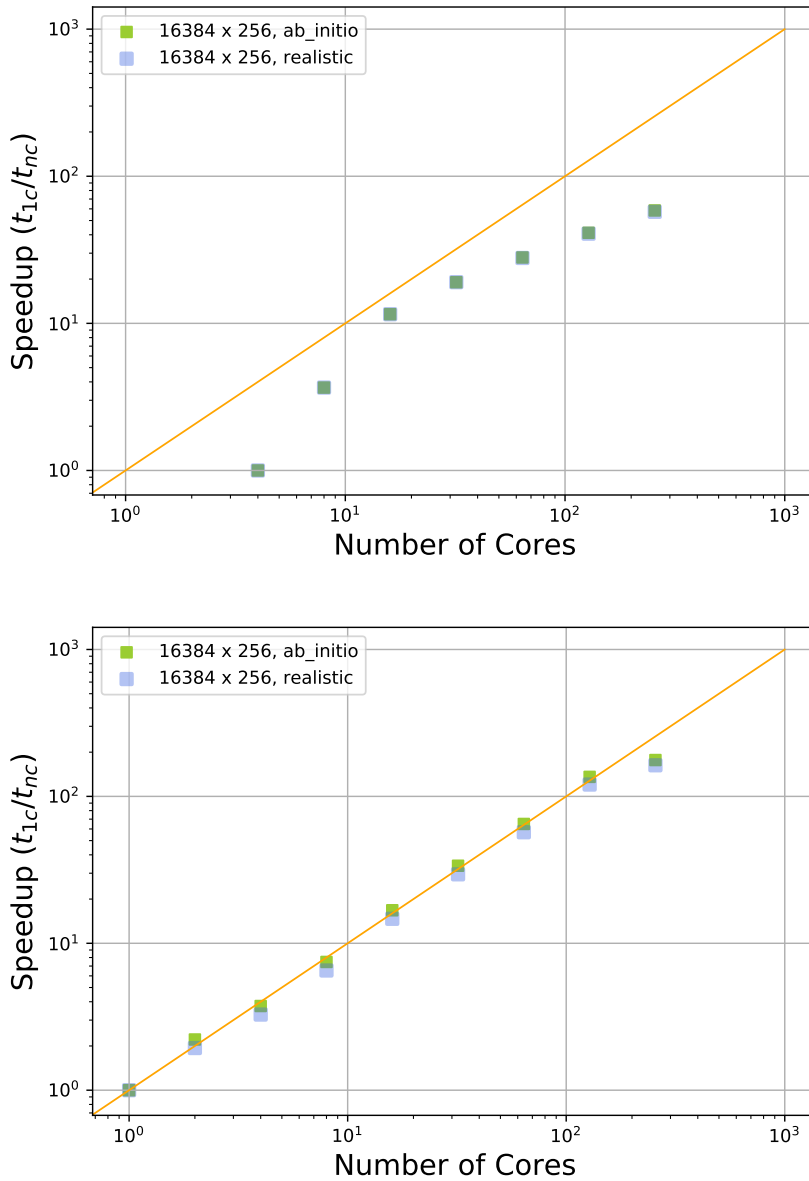 10³
10²
10¹
10⁰
Speedup (t₁c/tₙc)
16384 x 256, ab_initio
16384 x 256, realistic
10⁰ 10¹ 10² 10³
Number of Cores
10³
10²
10¹
10⁰
Speedup (t₁c/tₙc)
16384 x 256, ab_initio
16384 x 256, realistic
10⁰ 10¹ 10² 10³
Number of Cores